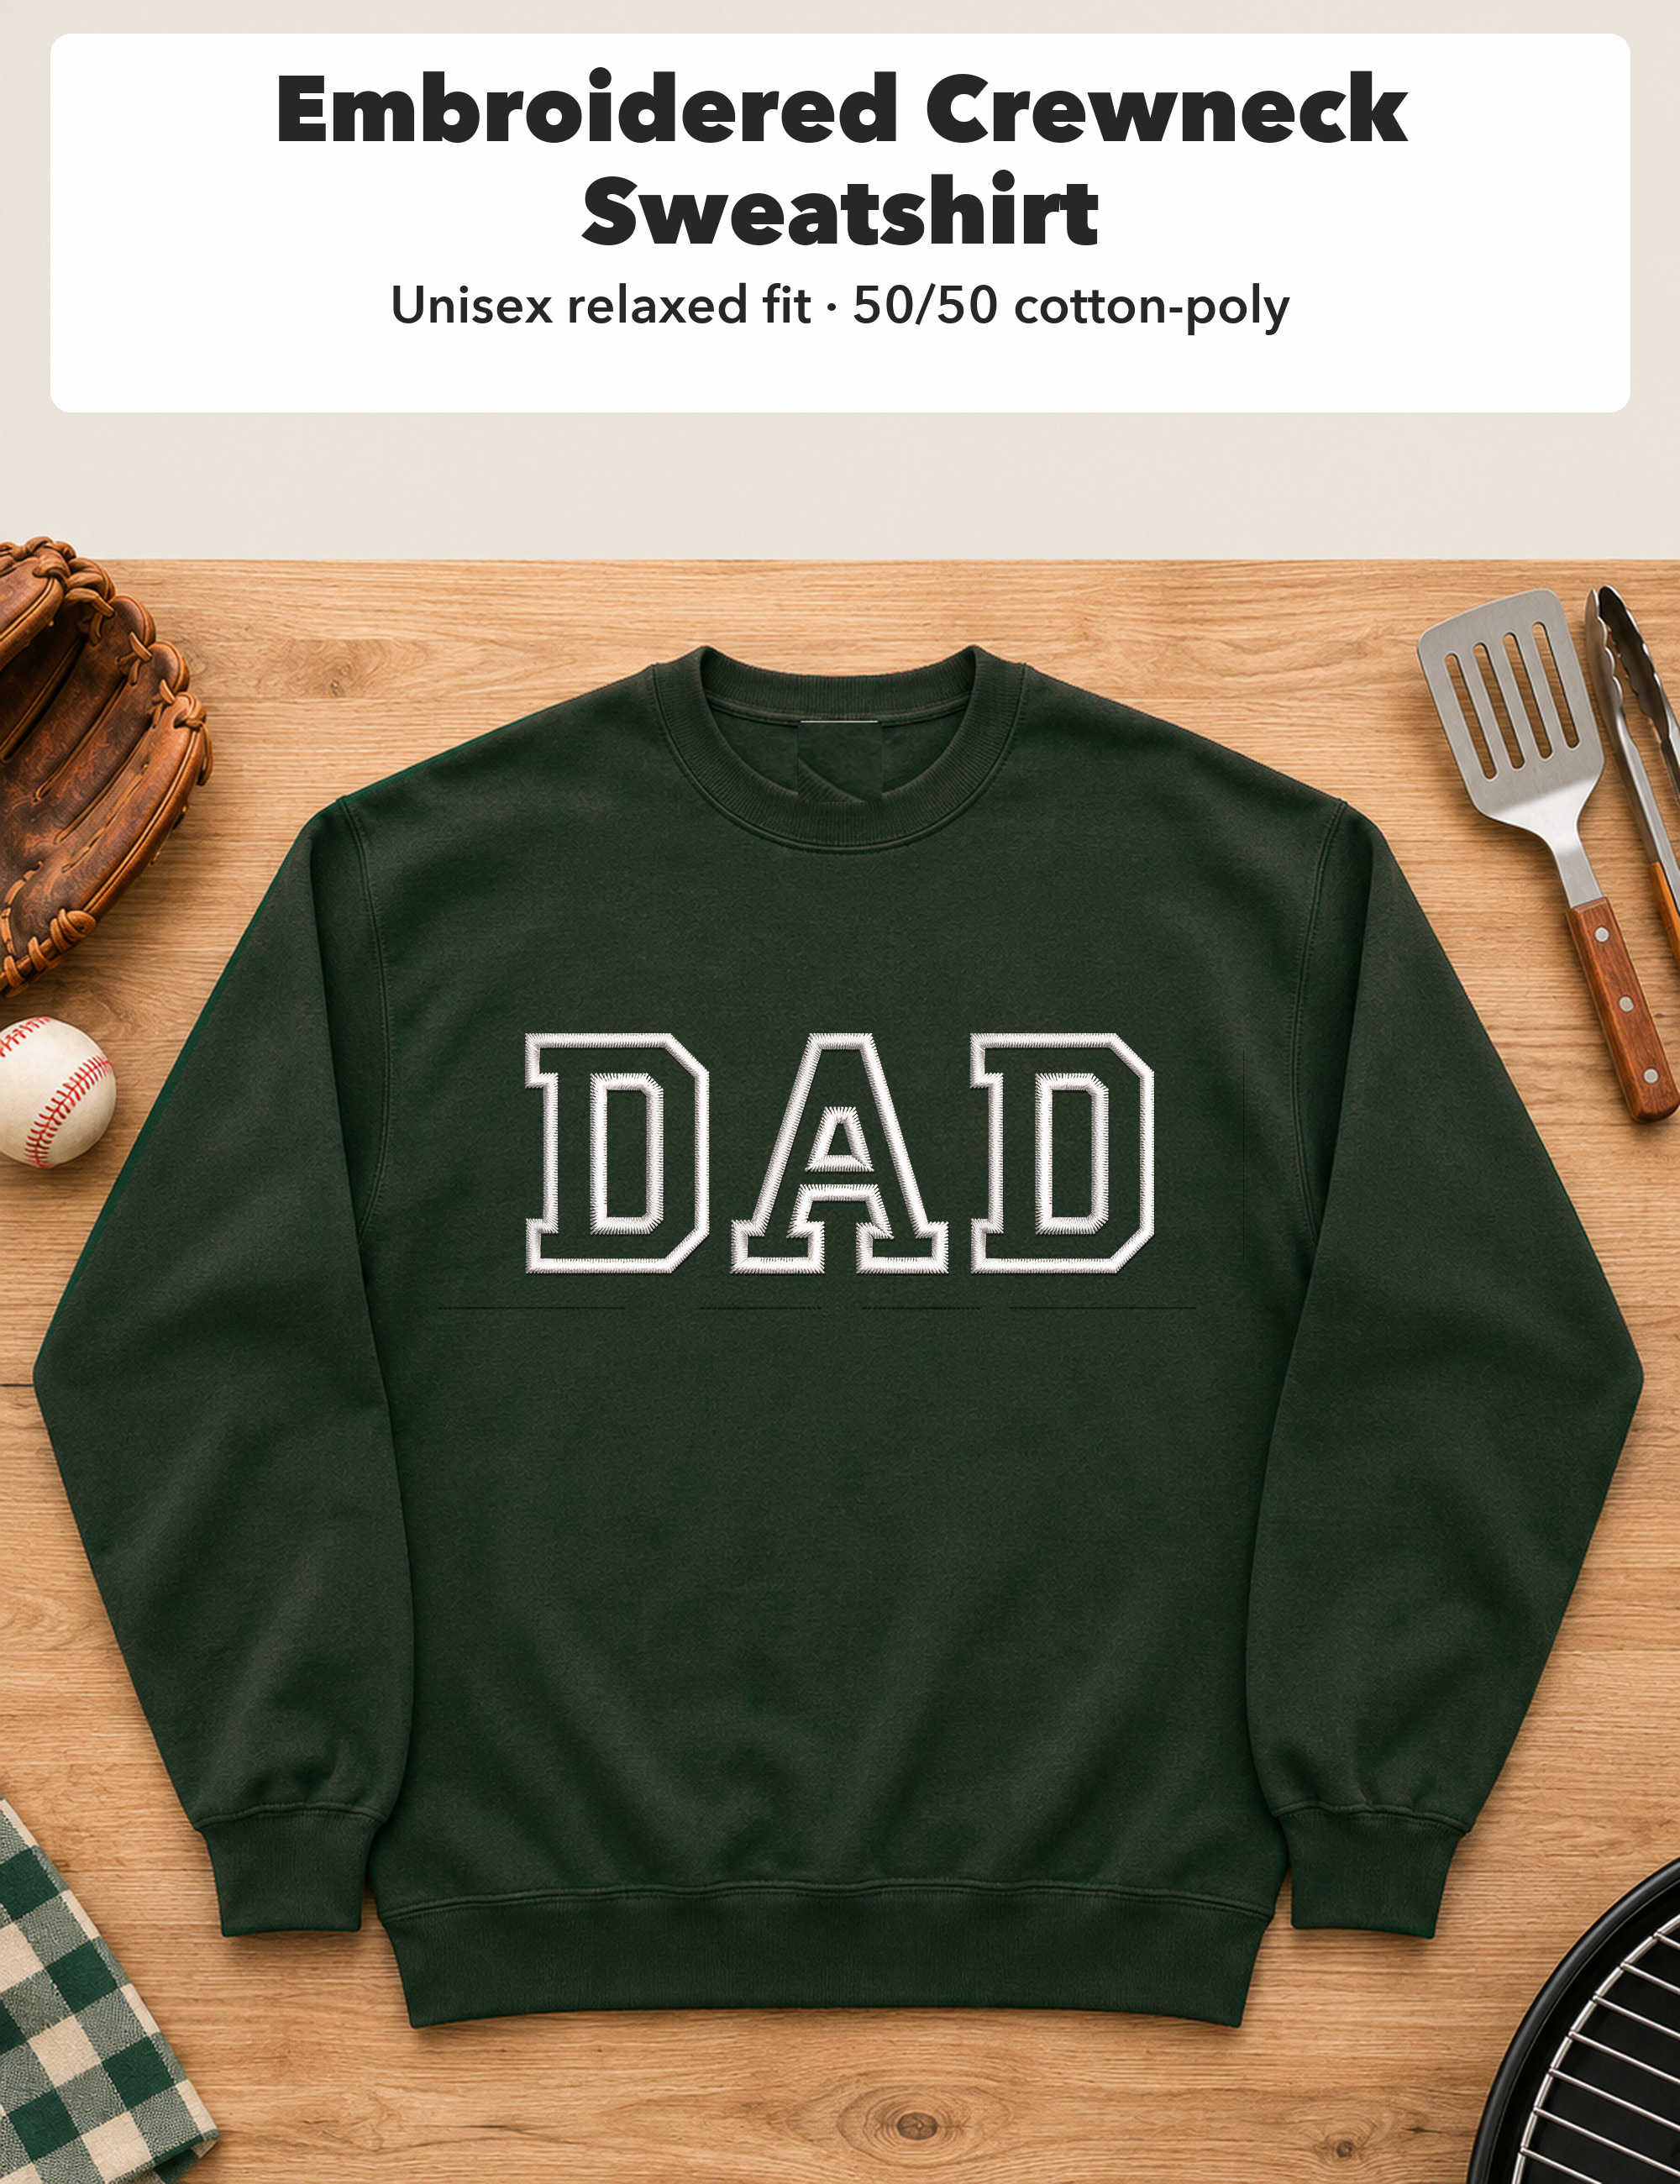 Embroidered Crewneck
Sweatshirt
Unisex relaxed fit · 50/50 cotton-poly
DAD